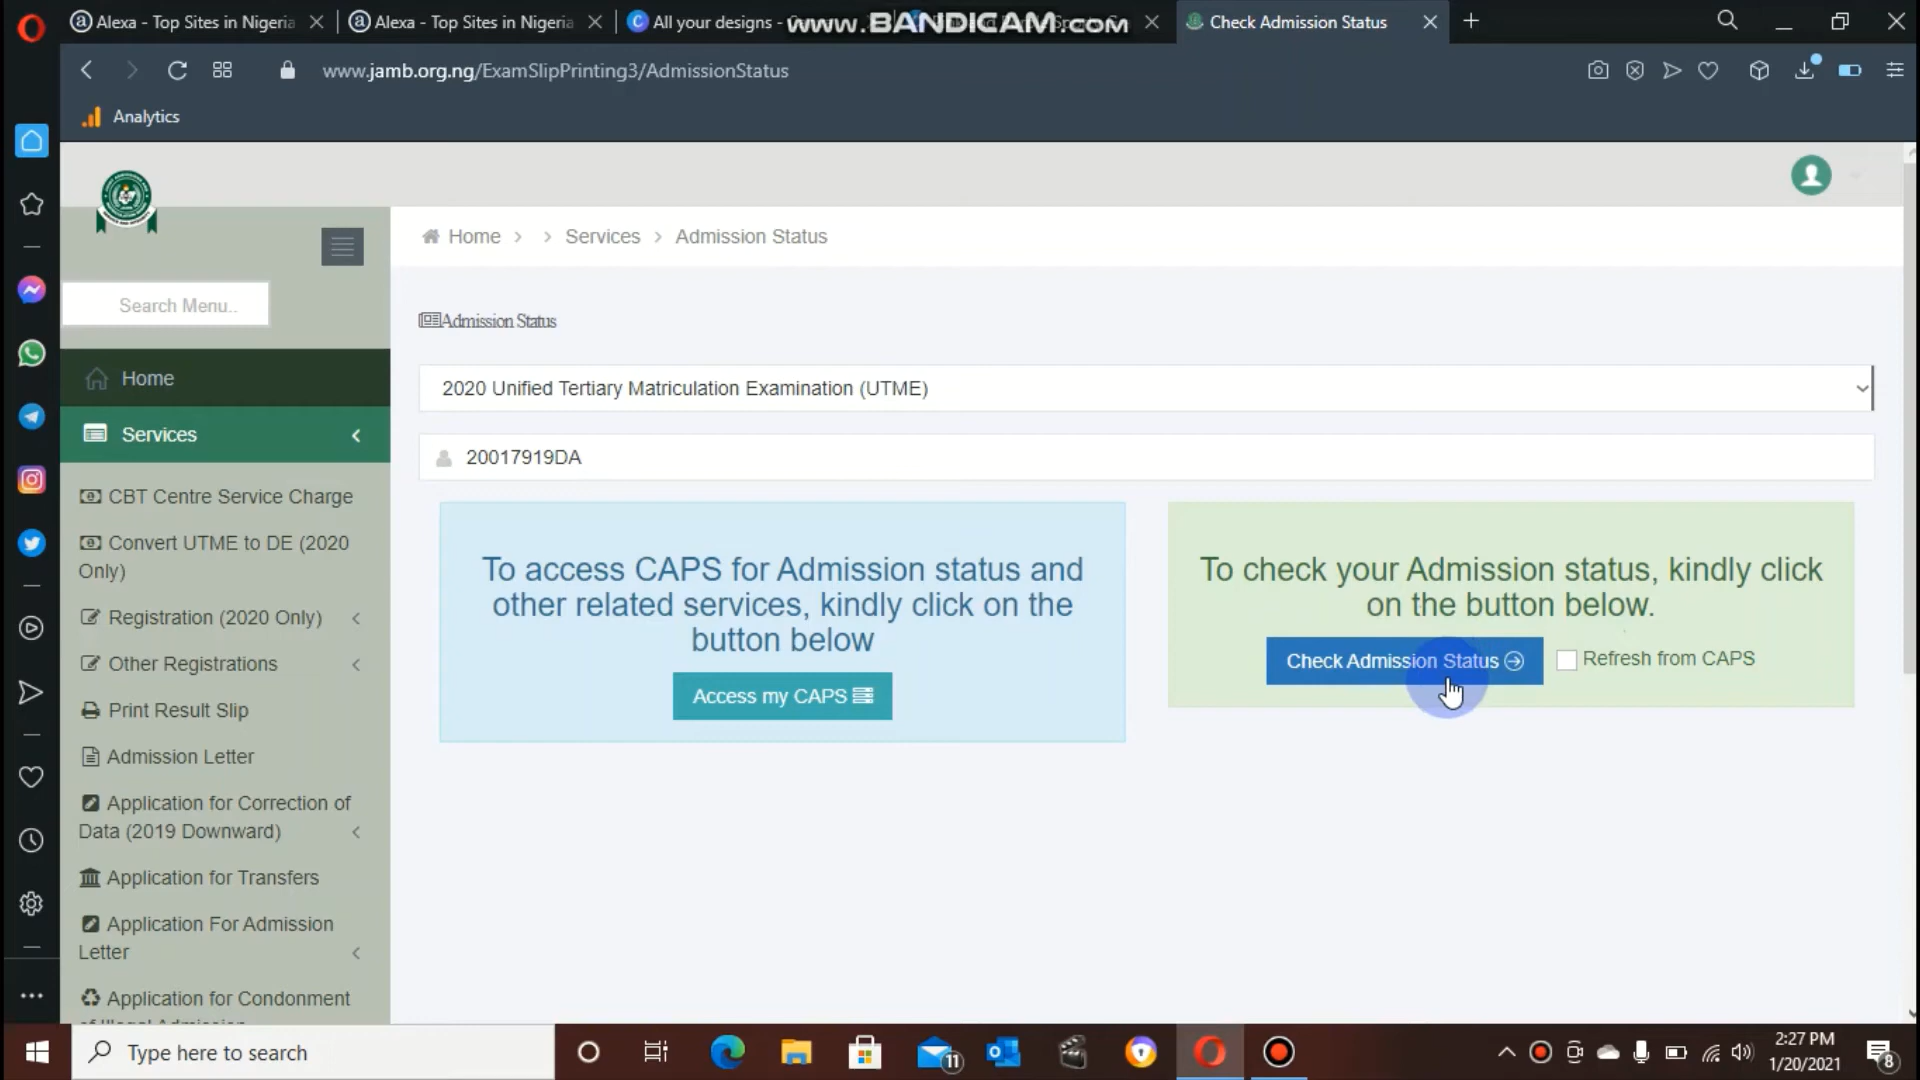 Alexa - Top Sites in Nigeria
Alexa - Top Sites in Nigeria
All your designs -
www.BANDICAM.com
Check Admission Status
www.jamb.org.ng/ExamSlipPrinting3/AdmissionStatus
Analytics
Search Menu..
Home
Services
CBT Centre Service Charge
Convert UTME to DE (2020
Only)
Registration (2020 Only)
Other Registrations
Print Result Slip
Admission Letter
Application for Correction of
Data (2019 Downward)
Application for Transfers
Application For Admission
Letter
Application for Condonment
of Illegal Admission
Home > > Services > Admission Status
Admission Status
2020 Unified Tertiary Matriculation Examination (UTME)
20017919DA
To access CAPS for Admission status and
other related services, kindly click on the
button below
Access my CAPS
To check your Admission status, kindly click
on the button below.
Check Admission Status
Refresh from CAPS
Type here to search
11
2:27 PM
1/20/2021
8